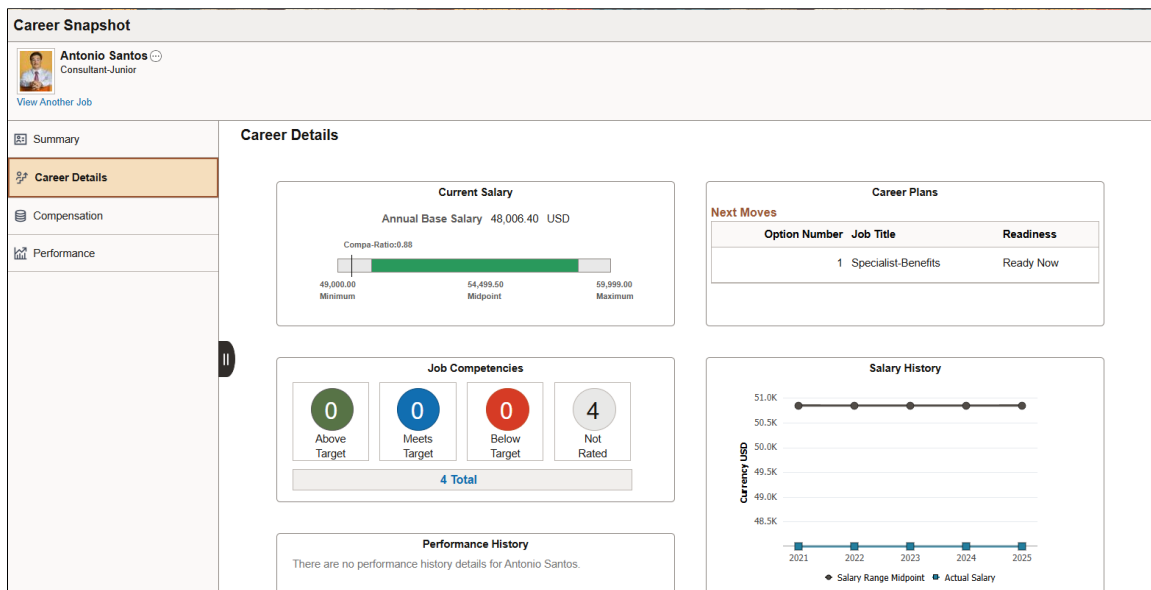 Career Snapshot
Antonio Santos
Consultant-Junior
View Another Job
Summary
Career Details
Compensation
Performance
Career Details
Current Salary
Annual Base Salary 48,006.40 USD
Compa-Ratio:0.88
49,000.00 54,499.50 59,999.00
Minimum Midpoint Maximum
Career Plans
Next Moves
Option Number Job Title Readiness
1 Specialist-Benefits Ready Now
Job Competencies
0 0 0 4
Above Meets Below Not
Target Target Target Rated
4 Total
Salary History
51.0K
50.5K
50.0K
49.5K
49.0K
48.5K
Currency USD
2021 2022 2023 2024 2025
Salary Range Midpoint Actual Salary
Performance History
There are no performance history details for Antonio Santos.